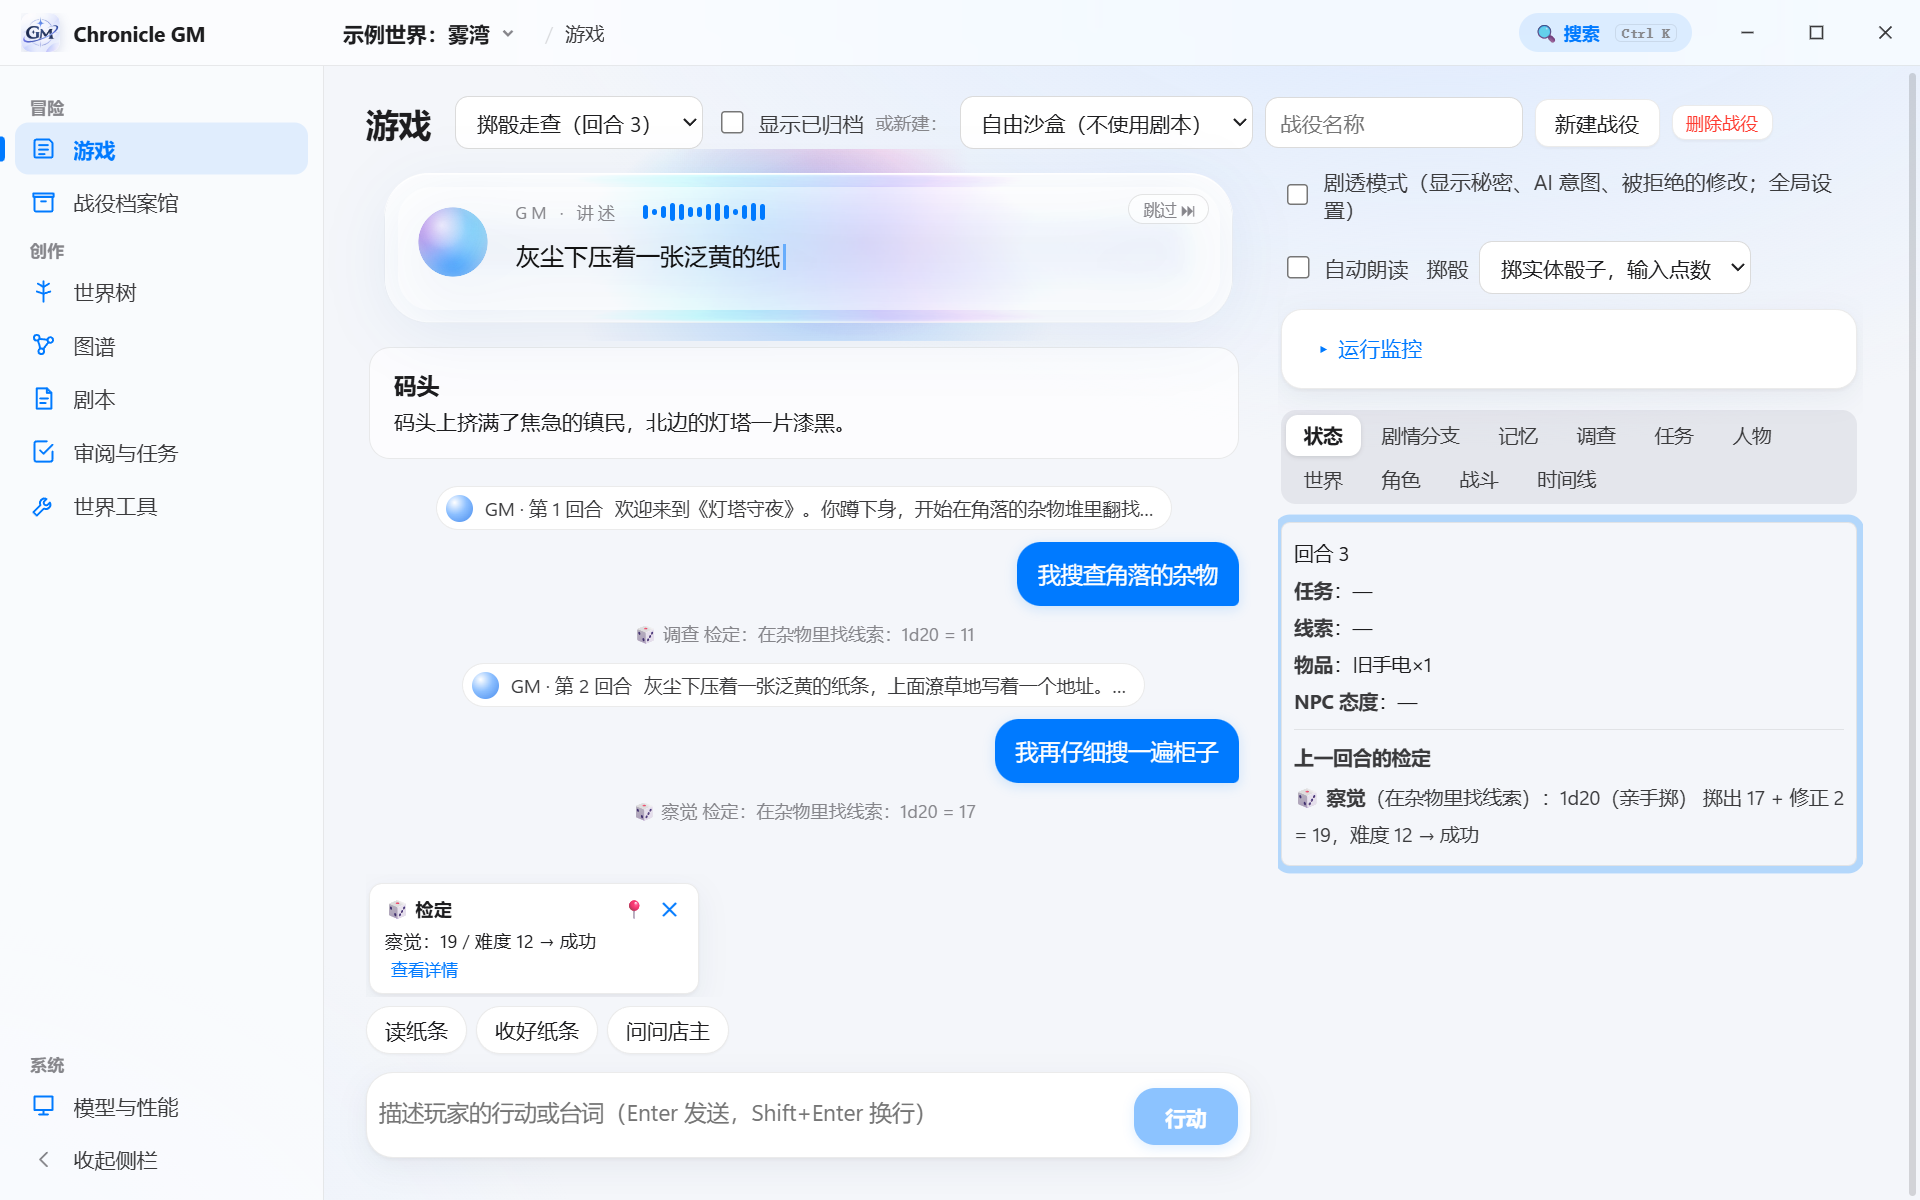 Chronicle GM
示例世界：雾湾
/ 游戏
搜索 Ctrl K
冒险
游戏
战役档案馆
创作
世界树
图谱
剧本
审阅与任务
世界工具
系统
模型与性能
收起侧栏
游戏
掷骰走查（回合 3）
显示已归档
或新建：
自由沙盒（不使用剧本）
战役名称
新建战役
删除战役
GM · 讲述
跳过
灰尘下压着一张泛黄的纸
码头
码头上挤满了焦急的镇民，北边的灯塔一片漆黑。
GM · 第 1 回合 欢迎来到《灯塔守夜》。你蹲下身，开始在角落的杂物堆里翻找...
我搜查角落的杂物
调查 检定：在杂物里找线索：1d20 = 11
GM · 第 2 回合 灰尘下压着一张泛黄的纸条，上面潦草地写着一个地址。...
我再仔细搜一遍柜子
察觉 检定：在杂物里找线索：1d20 = 17
检定
察觉：19 / 难度 12 → 成功
查看详情
读纸条
收好纸条
问问店主
描述玩家的行动或台词（Enter 发送，Shift+Enter 换行）
行动
剧透模式（显示秘密、AI 意图、被拒绝的修改；全局设
置）
自动朗读
掷骰
掷实体骰子，输入点数
▸ 运行监控
状态
剧情分支
记忆
调查
任务
人物
世界
角色
战斗
时间线
回合 3
任务：—
线索：—
物品：旧手电×1
NPC 态度：—
上一回合的检定
察觉（在杂物里找线索）：1d20（亲手掷） 掷出 17 + 修正 2
= 19，难度 12 → 成功